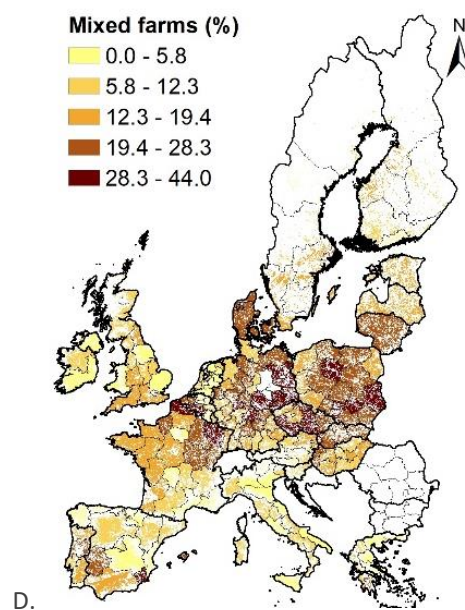 Mixed farms (%)
0.0 - 5.8
5.8 - 12.3
12.3 - 19.4
19.4 - 28.3
28.3 - 44.0
N
D.